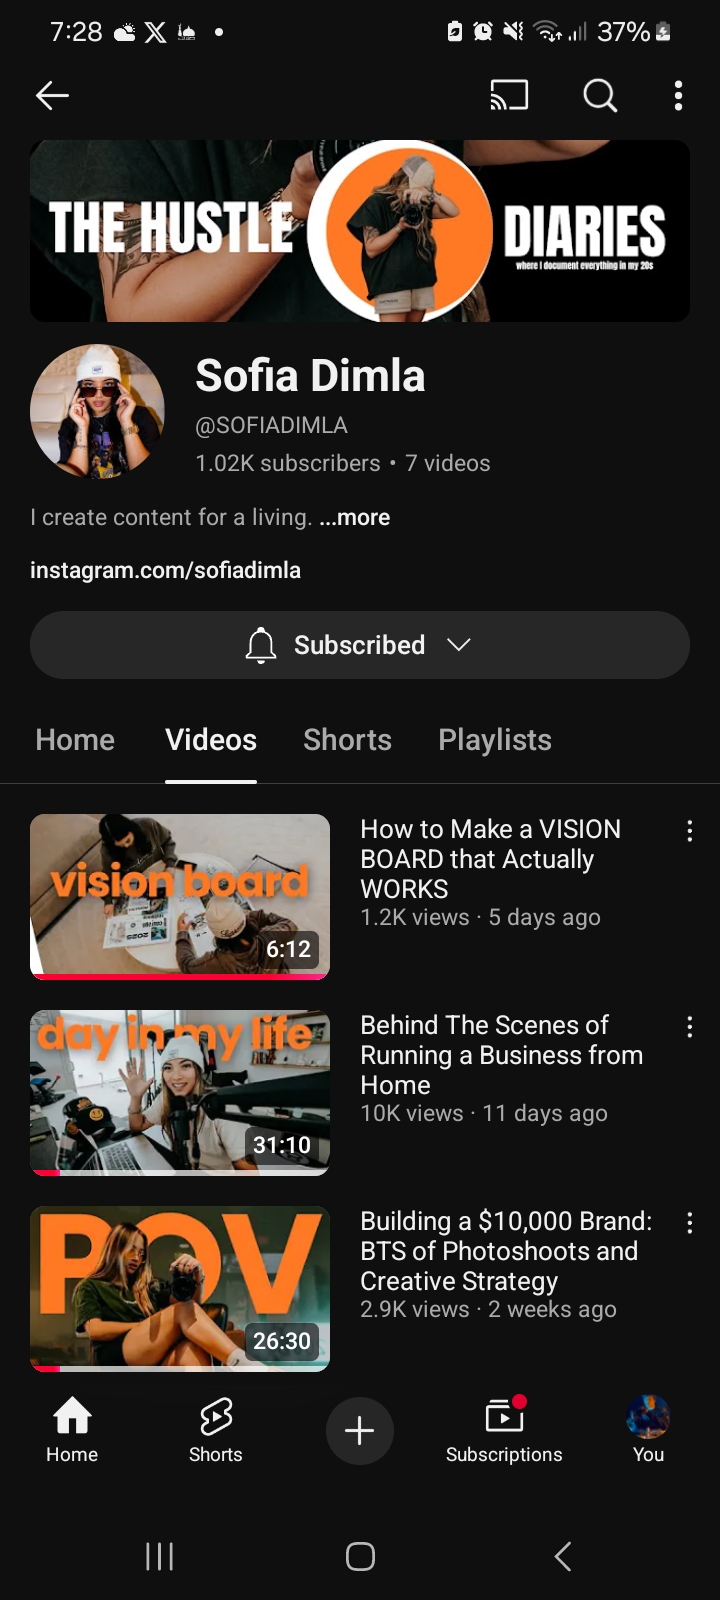 7:28
37%
THE HUSTLE
DIARIES
where I document everything in my 20s
Sofia Dimla
@SOFIADIMLA
1.02K subscribers • 7 videos
I create content for a living. ...more
instagram.com/sofiadimla
Subscribed
Home Videos Shorts Playlists
vision board
6:12
How to Make a VISION
BOARD that Actually
WORKS
1.2K views · 5 days ago
day in my life
31:10
Behind The Scenes of
Running a Business from
Home
10K views · 11 days ago
POV
26:30
Building a $10,000 Brand:
BTS of Photoshoots and
Creative Strategy
2.9K views · 2 weeks ago
Home Shorts Subscriptions You